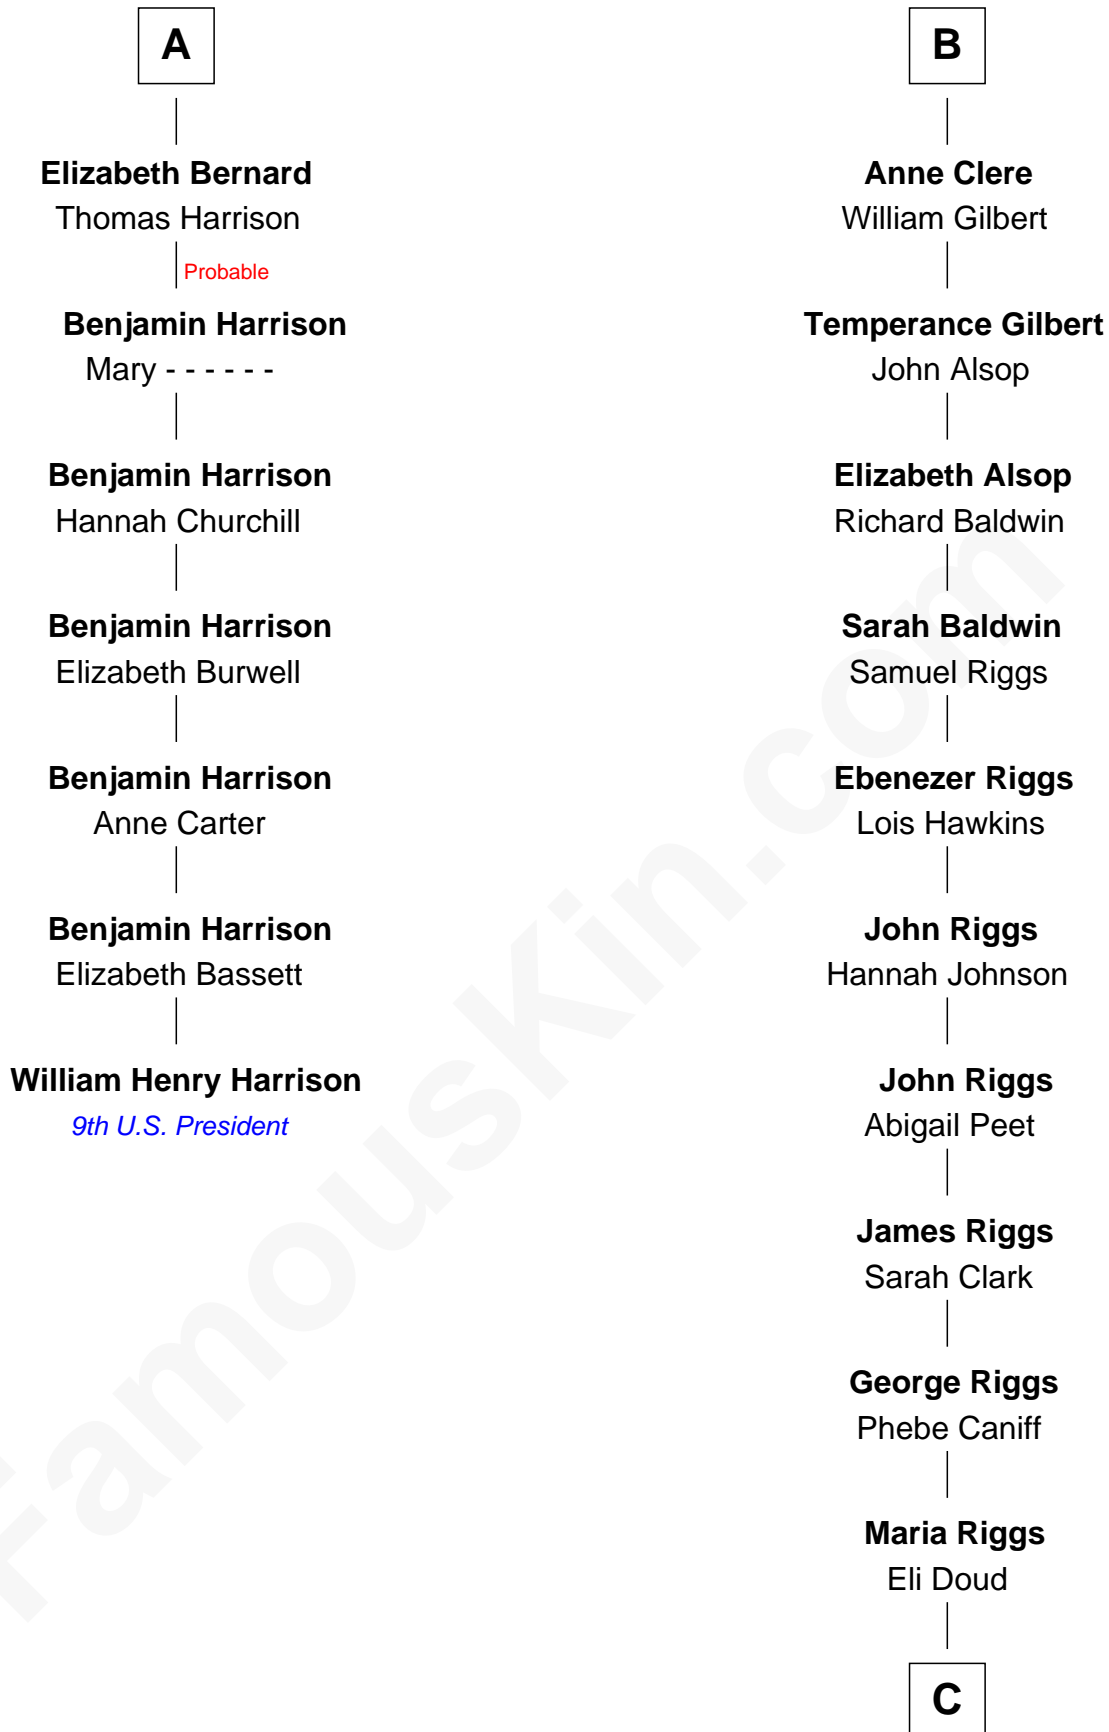 A
Elizabeth Bernard
Thomas Harrison
Probable
Benjamin Harrison
Mary - - - - - -
Benjamin Harrison
Hannah Churchill
Benjamin Harrison
Elizabeth Burwell
Benjamin Harrison
Anne Carter
Benjamin Harrison
Elizabeth Bassett
William Henry Harrison
9th U.S. President
B
Anne Clere
William Gilbert
Temperance Gilbert
John Alsop
Elizabeth Alsop
Richard Baldwin
Sarah Baldwin
Samuel Riggs
Ebenezer Riggs
Lois Hawkins
John Riggs
Hannah Johnson
John Riggs
Abigail Peet
James Riggs
Sarah Clark
George Riggs
Phebe Caniff
Maria Riggs
Eli Doud
C
FamousKin.com